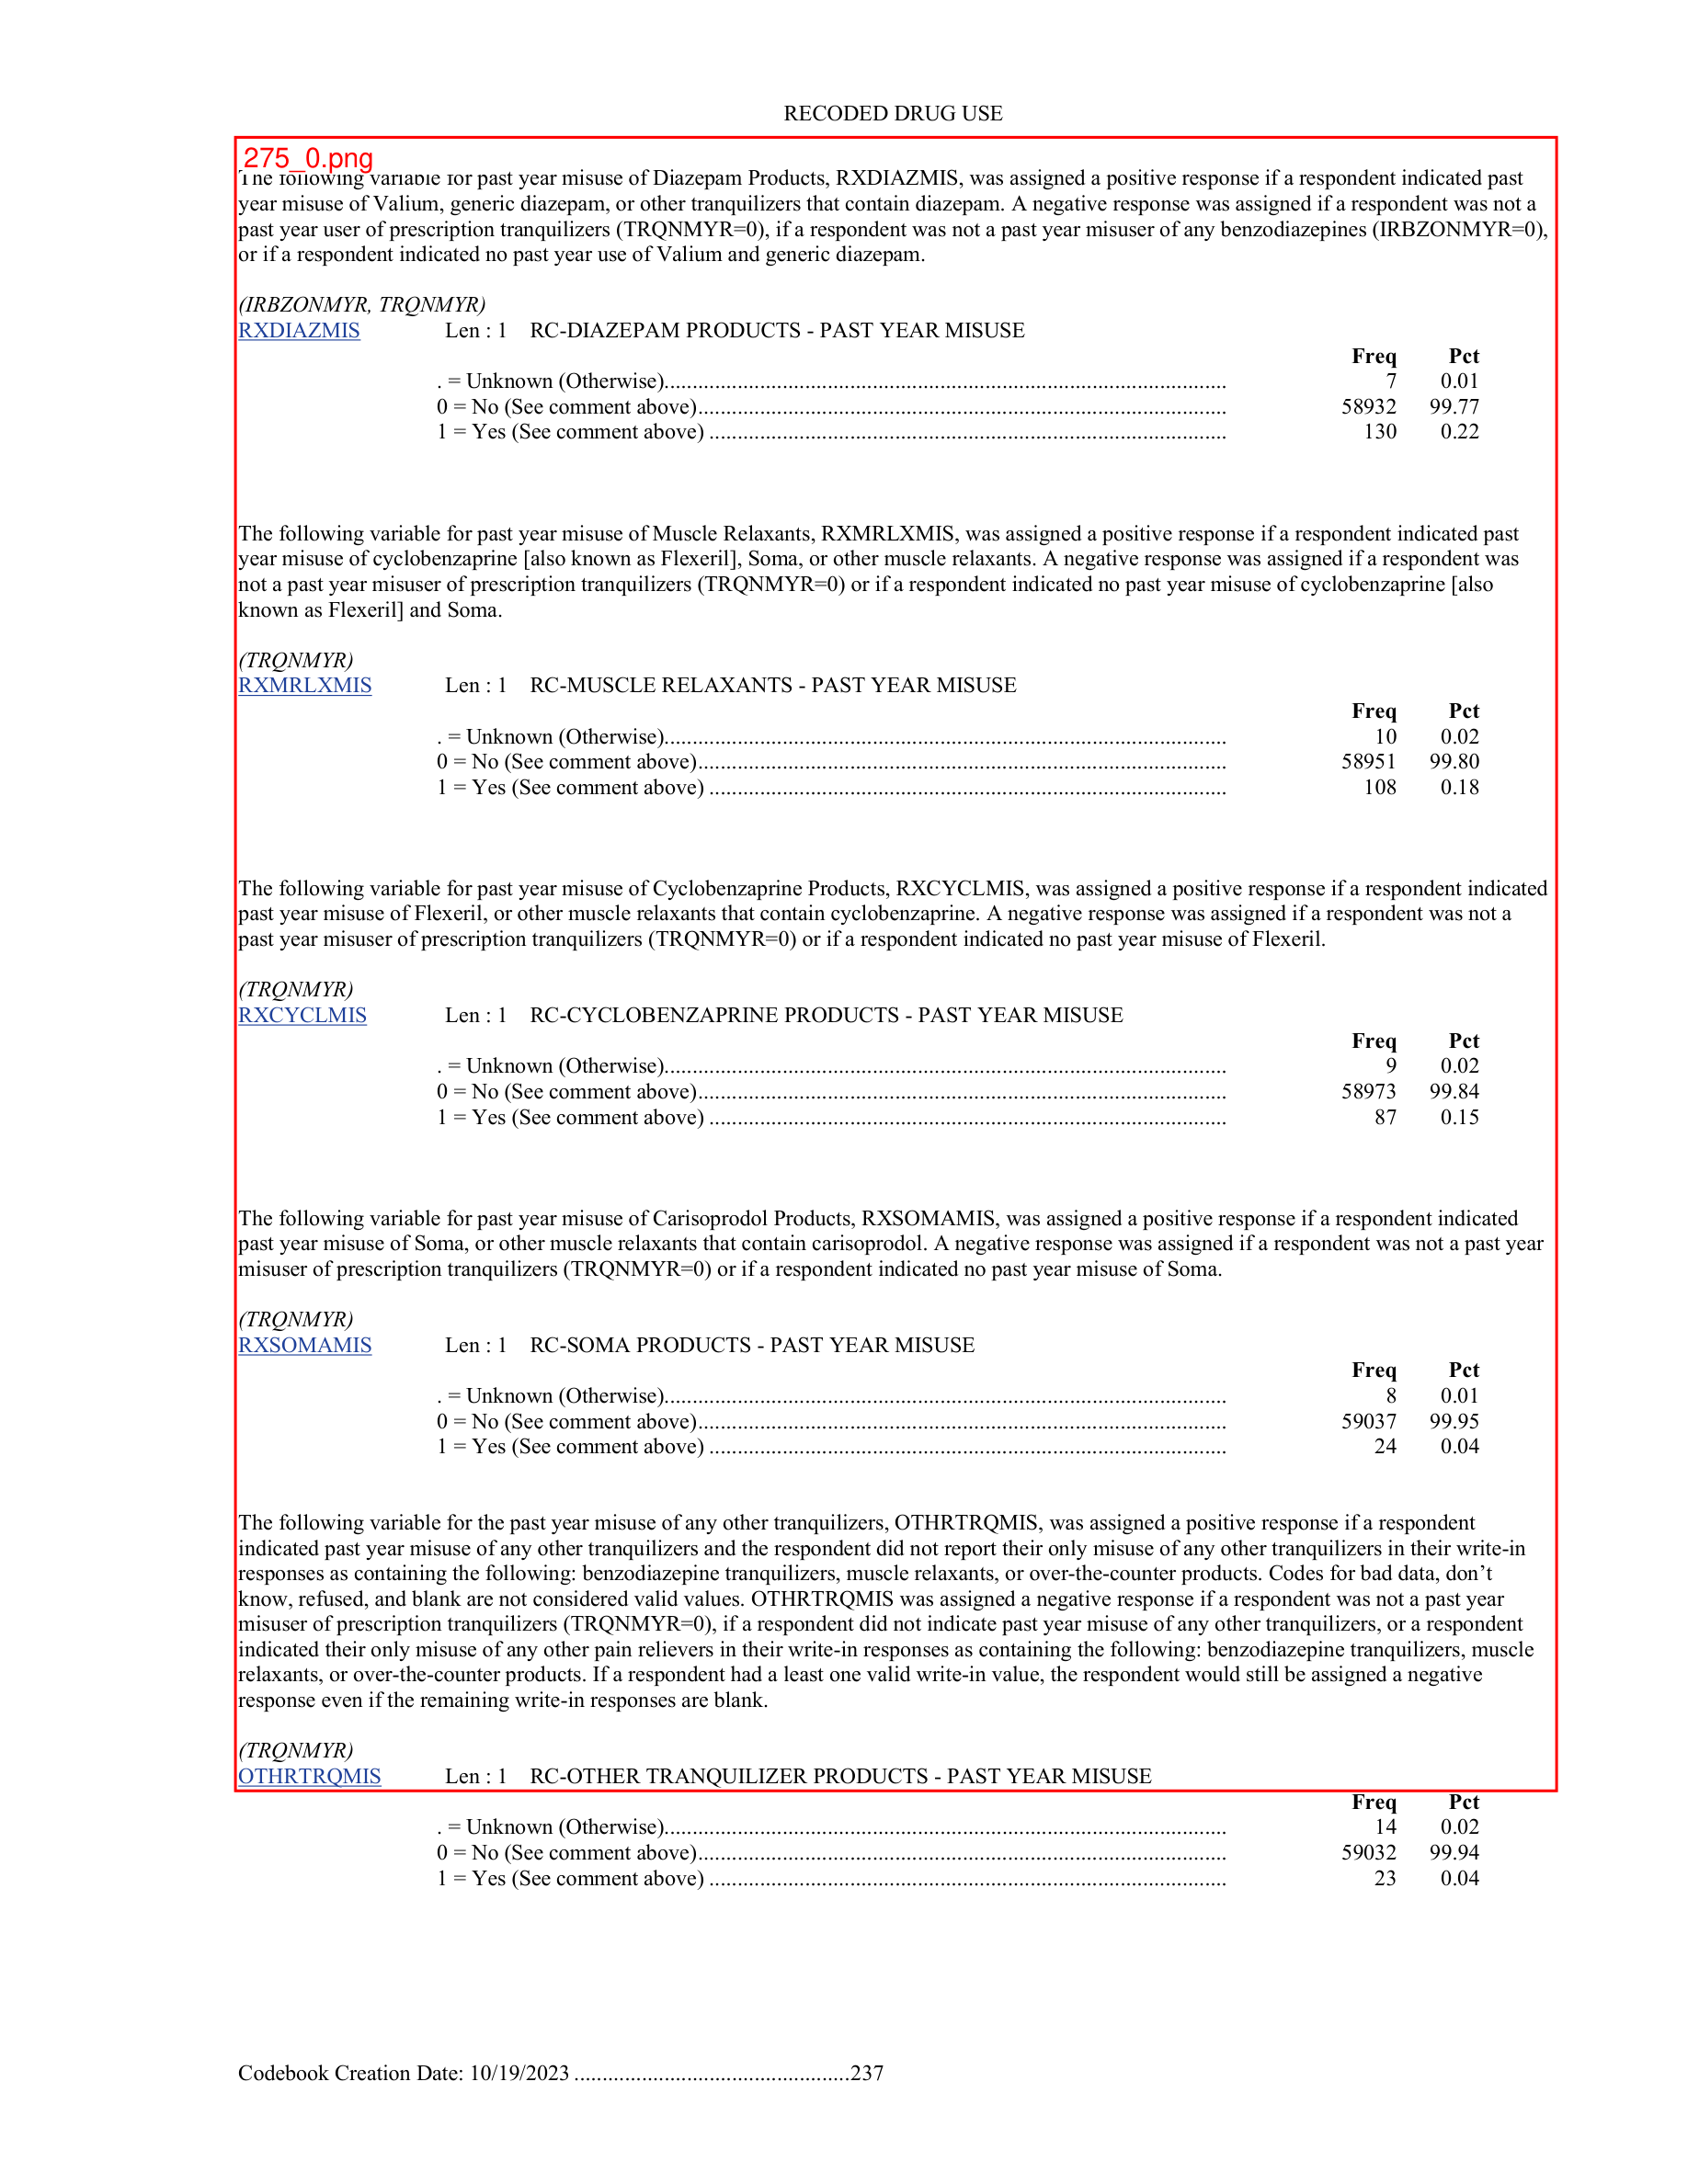 RECODED DRUG USE
275_0.png
The following variable for past year misuse of Diazepam Products, RXDIAZMIS, was assigned a positive response if a respondent indicated past
year misuse of Valium, generic diazepam, or other tranquilizers that contain diazepam. A negative response was assigned if a respondent was not a
past year user of prescription tranquilizers (TRQNMYR=0), if a respondent was not a past year misuser of any benzodiazepines (IRBZONMYR=0),
or if a respondent indicated no past year use of Valium and generic diazepam.
(IRBZONMYR, TRQNMYR)
RXDIAZMIS Len : 1 RC-DIAZEPAM PRODUCTS - PAST YEAR MISUSE
Freq Pct
. = Unknown (Otherwise).................................................................................................... 7 0.01
0 = No (See comment above)............................................................................................... 58932 99.77
1 = Yes (See comment above) ............................................................................................ 130 0.22
The following variable for past year misuse of Muscle Relaxants, RXMRLXMIS, was assigned a positive response if a respondent indicated past
year misuse of cyclobenzaprine [also known as Flexeril], Soma, or other muscle relaxants. A negative response was assigned if a respondent was
not a past year misuser of prescription tranquilizers (TRQNMYR=0) or if a respondent indicated no past year misuse of cyclobenzaprine [also
known as Flexeril] and Soma.
(TRQNMYR)
RXMRLXMIS Len : 1 RC-MUSCLE RELAXANTS - PAST YEAR MISUSE
Freq Pct
. = Unknown (Otherwise).................................................................................................... 10 0.02
0 = No (See comment above)............................................................................................... 58951 99.80
1 = Yes (See comment above) ............................................................................................ 108 0.18
The following variable for past year misuse of Cyclobenzaprine Products, RXCYCLMIS, was assigned a positive response if a respondent indicated
past year misuse of Flexeril, or other muscle relaxants that contain cyclobenzaprine. A negative response was assigned if a respondent was not a
past year misuser of prescription tranquilizers (TRQNMYR=0) or if a respondent indicated no past year misuse of Flexeril.
(TRQNMYR)
RXCYCLMIS Len : 1 RC-CYCLOBENZAPRINE PRODUCTS - PAST YEAR MISUSE
Freq Pct
. = Unknown (Otherwise).................................................................................................... 9 0.02
0 = No (See comment above)............................................................................................... 58973 99.84
1 = Yes (See comment above) ............................................................................................ 87 0.15
The following variable for past year misuse of Carisoprodol Products, RXSOMAMIS, was assigned a positive response if a respondent indicated
past year misuse of Soma, or other muscle relaxants that contain carisoprodol. A negative response was assigned if a respondent was not a past year
misuser of prescription tranquilizers (TRQNMYR=0) or if a respondent indicated no past year misuse of Soma.
(TRQNMYR)
RXSOMAMIS Len : 1 RC-SOMA PRODUCTS - PAST YEAR MISUSE
Freq Pct
. = Unknown (Otherwise).................................................................................................... 8 0.01
0 = No (See comment above)............................................................................................... 59037 99.95
1 = Yes (See comment above) ............................................................................................ 24 0.04
The following variable for the past year misuse of any other tranquilizers, OTHRTRQMIS, was assigned a positive response if a respondent
indicated past year misuse of any other tranquilizers and the respondent did not report their only misuse of any other tranquilizers in their write-in
responses as containing the following: benzodiazepine tranquilizers, muscle relaxants, or over-the-counter products. Codes for bad data, don’t
know, refused, and blank are not considered valid values. OTHRTRQMIS was assigned a negative response if a respondent was not a past year
misuser of prescription tranquilizers (TRQNMYR=0), if a respondent did not indicate past year misuse of any other tranquilizers, or a respondent
indicated their only misuse of any other pain relievers in their write-in responses as containing the following: benzodiazepine tranquilizers, muscle
relaxants, or over-the-counter products. If a respondent had a least one valid write-in value, the respondent would still be assigned a negative
response even if the remaining write-in responses are blank.
(TRQNMYR)
OTHRTRQMIS Len : 1 RC-OTHER TRANQUILIZER PRODUCTS - PAST YEAR MISUSE
Freq Pct
. = Unknown (Otherwise).................................................................................................... 14 0.02
0 = No (See comment above)............................................................................................... 59032 99.94
1 = Yes (See comment above) ............................................................................................ 23 0.04
Codebook Creation Date: 10/19/2023 .................................................237